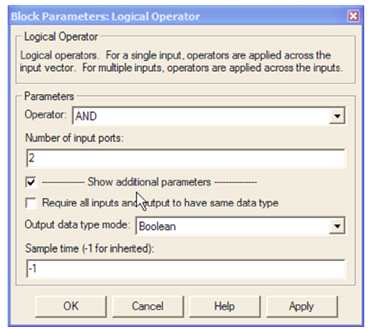 Block Parameters: Logical Operator
Logical Operator
Logical operators. For a single input, operators are applied across the
input vector. For multiple inputs, operators are applied across the inputs.
Parameters
Operator: AND
Number of input ports:
2
--------------- Show additional parameters ---------------
Require all inputs and output to have same data type
Output data type mode: Boolean
Sample time (-1 for inherited):
-1
OK Cancel Help Apply